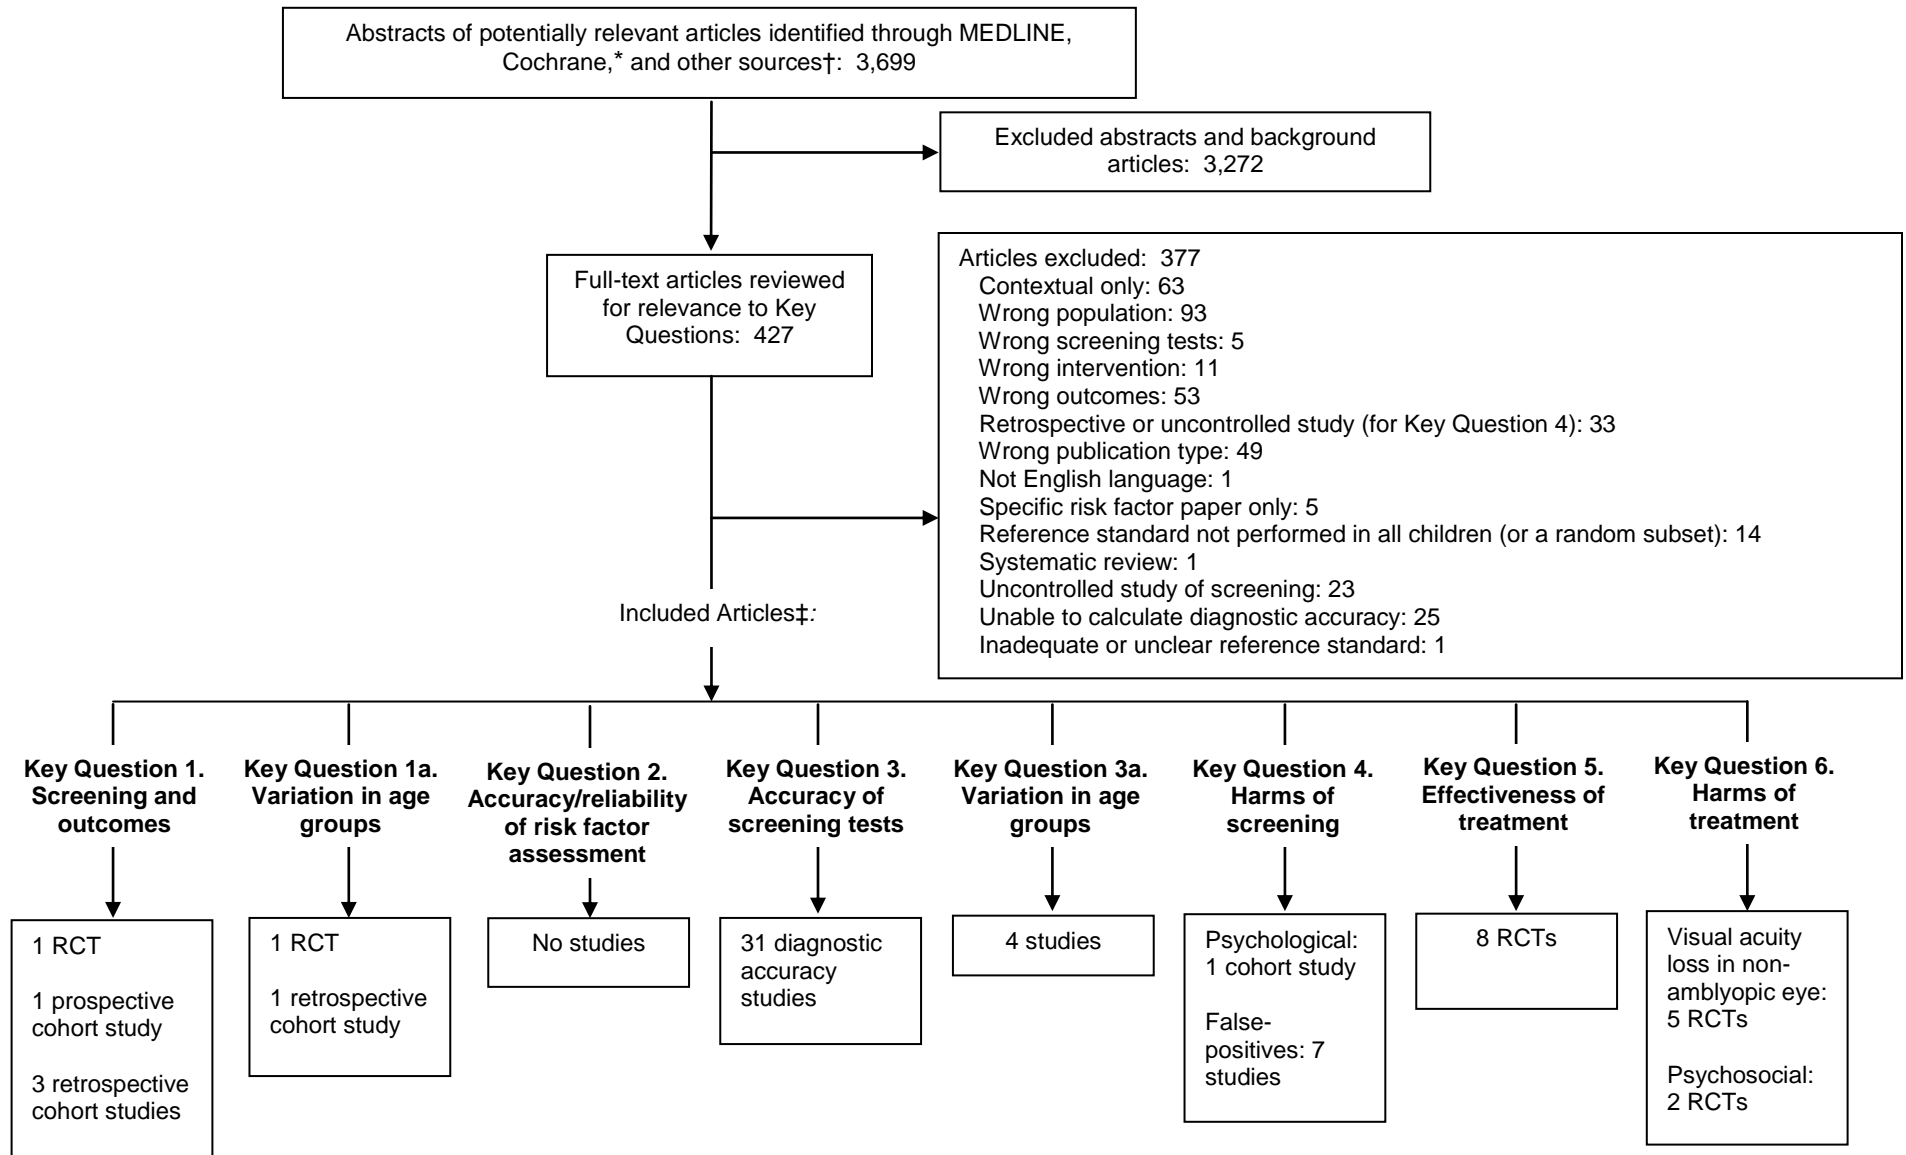 Abstracts of potentially relevant articles identified through MEDLINE,
Cochrane,* and other sources†: 3,699
Excluded abstracts and background
articles: 3,272
Full-text articles reviewed
for relevance to Key
Questions: 427
Articles excluded: 377
Contextual only: 63
Wrong population: 93
Wrong screening tests: 5
Wrong intervention: 11
Wrong outcomes: 53
Retrospective or uncontrolled study (for Key Question 4): 33
Wrong publication type: 49
Not English language: 1
Specific risk factor paper only: 5
Reference standard not performed in all children (or a random subset): 14
Systematic review: 1
Uncontrolled study of screening: 23
Unable to calculate diagnostic accuracy: 25
Inadequate or unclear reference standard: 1
Included Articles‡:
Key Question 1.
Screening and
outcomes
Key Question 1a.
Variation in age
groups
Key Question 2.
Accuracy/reliability
of risk factor
assessment
Key Question 3.
Accuracy of
screening tests
Key Question 3a.
Variation in age
groups
Key Question 4.
Harms of
screening
Key Question 5.
Effectiveness of
treatment
Key Question 6.
Harms of
treatment
1 RCT
1 prospective
cohort study
3 retrospective
cohort studies
1 RCT
1 retrospective
cohort study
No studies
31 diagnostic
accuracy
studies
4 studies
Psychological:
1 cohort study
False-
positives: 7
studies
8 RCTs
Visual acuity
loss in non-
amblyopic eye:
5 RCTs
Psychosocial:
2 RCTs